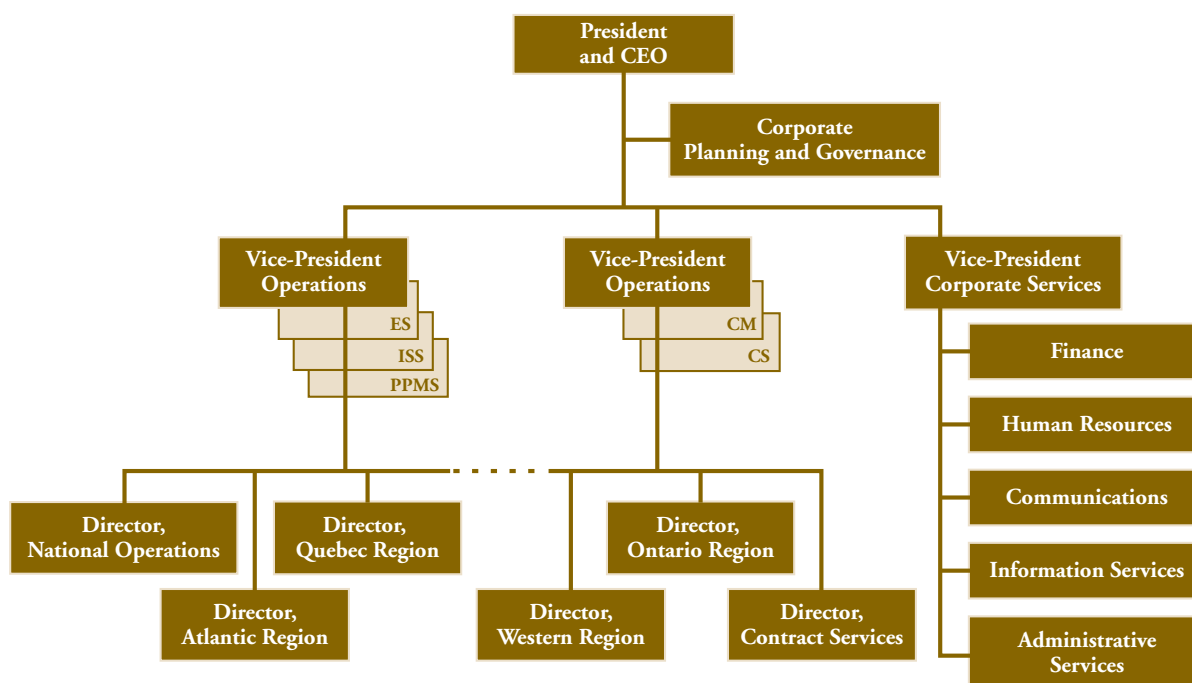 President
and CEO
Corporate
Planning and Governance
Vice-President
Operations
ES
ISS
PPMS
Vice-President
Operations
CM
CS
Vice-President
Corporate Services
Finance
Human Resources
Communications
Information Services
Administrative
Services
Director,
National Operations
Director,
Quebec Region
Director,
Ontario Region
Director,
Atlantic Region
Director,
Western Region
Director,
Contract Services